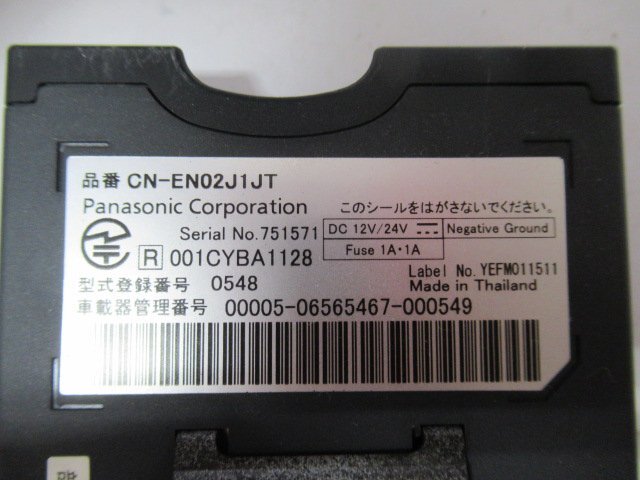 品番 CN-EN02J1JT
Panasonic Corporation
このシールをはがさないでください。
Serial No.751571
DC 12V/24V ⎓ Negative Ground
Fuse 1A・1A
R 001CYBA1128
Label No. YEFM011511
型式登録番号 0548
Made in Thailand
車載器管理番号 00005-06565467-000549